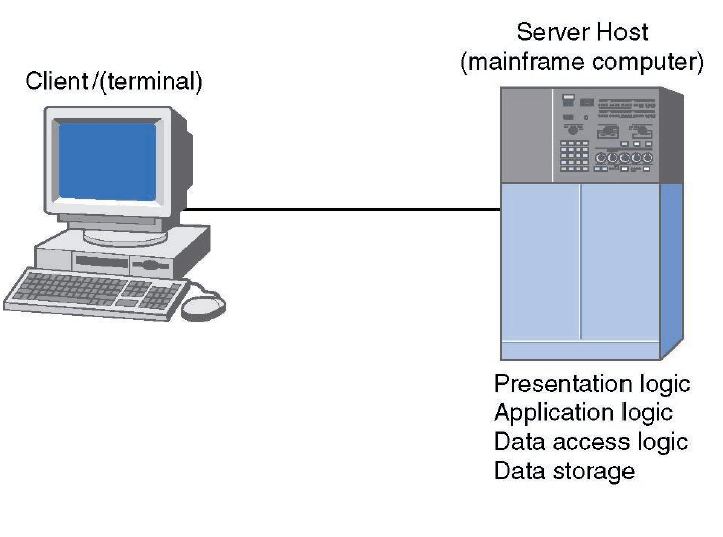 Client/(terminal)
Server Host
(mainframe computer)
Presentation logic
Application logic
Data access logic
Data storage